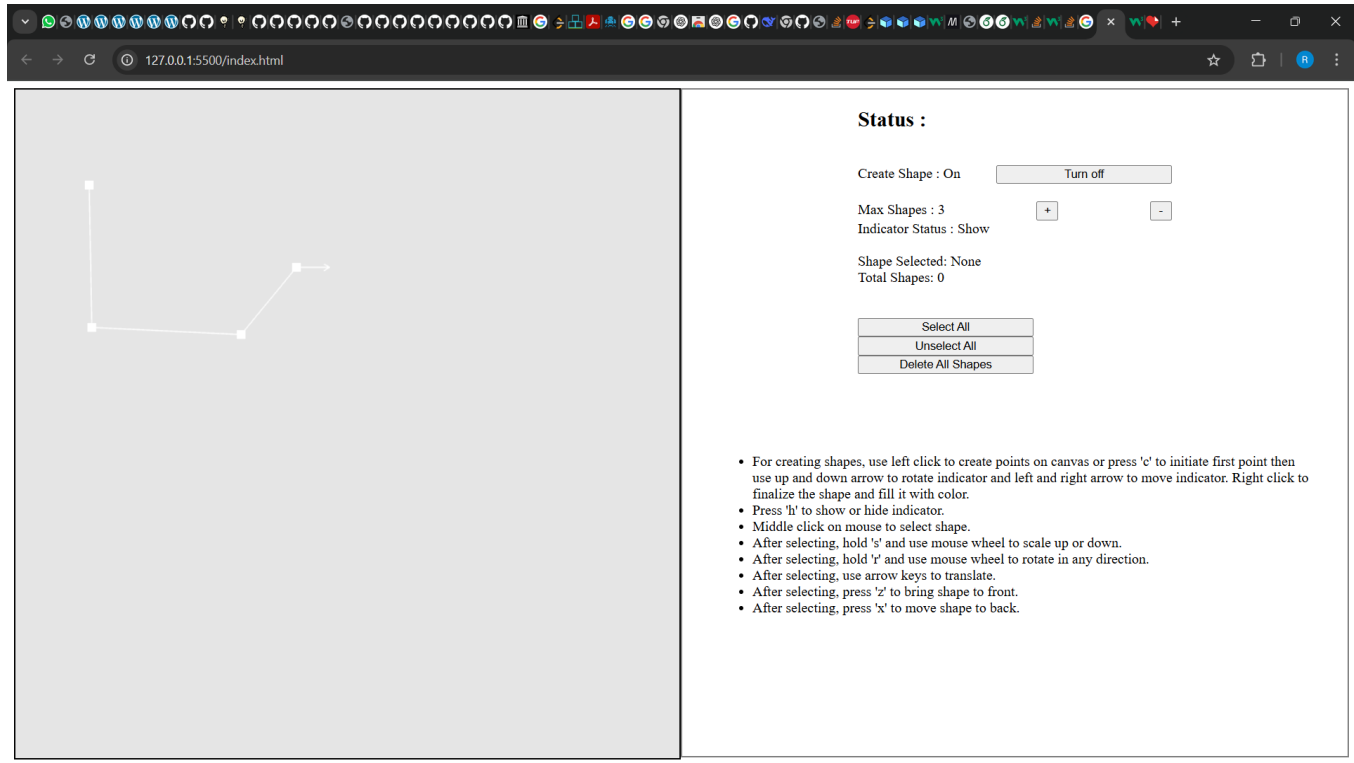 127.0.0.1:5500/index.html
R
Status :
Create Shape : On
Turn off
Max Shapes : 3
+
-
Indicator Status : Show
Shape Selected: None
Total Shapes: 0
Select All
Unselect All
Delete All Shapes
• For creating shapes, use left click to create points on canvas or press 'c' to initiate first point then
use up and down arrow to rotate indicator and left and right arrow to move indicator. Right click to
finalize the shape and fill it with color.
• Press 'h' to show or hide indicator.
• Middle click on mouse to select shape.
• After selecting, hold 's' and use mouse wheel to scale up or down.
• After selecting, hold 'r' and use mouse wheel to rotate in any direction.
• After selecting, use arrow keys to translate.
• After selecting, press 'z' to bring shape to front.
• After selecting, press 'x' to move shape to back.